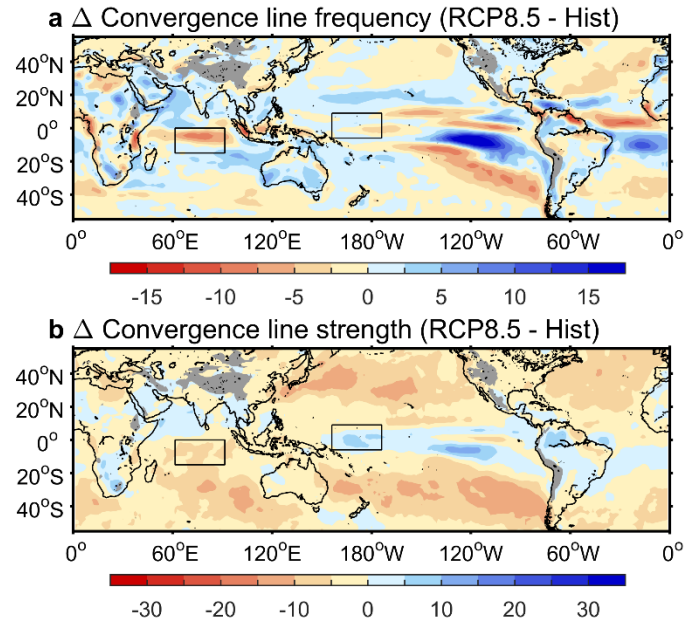 a Δ Convergence line frequency (RCP8.5 - Hist)
40°N
20°N
0°
20°S
40°S
0° 60°E 120°E 180°W 120°W 60°W 0°
-15 -10 -5 0 5 10 15
b Δ Convergence line strength (RCP8.5 - Hist)
40°N
20°N
0°
20°S
40°S
0° 60°E 120°E 180°W 120°W 60°W 0°
-30 -20 -10 0 10 20 30